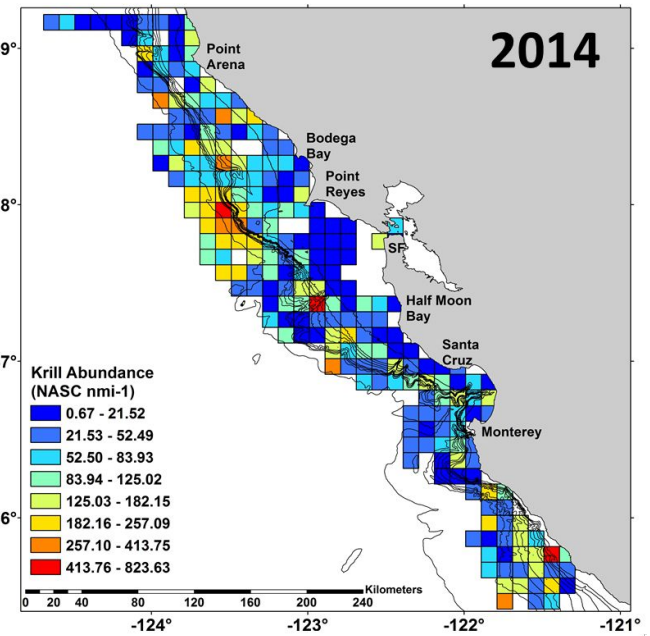 2014
9°
Point
Arena
Bodega
Bay
Point
Reyes
8°
SF
Half Moon
Bay
Santa
Cruz
7°
Krill Abundance
(NASC nmi-1)
0.67 - 21.52
21.53 - 52.49
52.50 - 83.93
83.94 - 125.02
125.03 - 182.15
182.16 - 257.09
257.10 - 413.75
413.76 - 823.63
Monterey
6°
Kilometers
0 20 40 80 120 160 200 240
-124° -123° -122° -121°